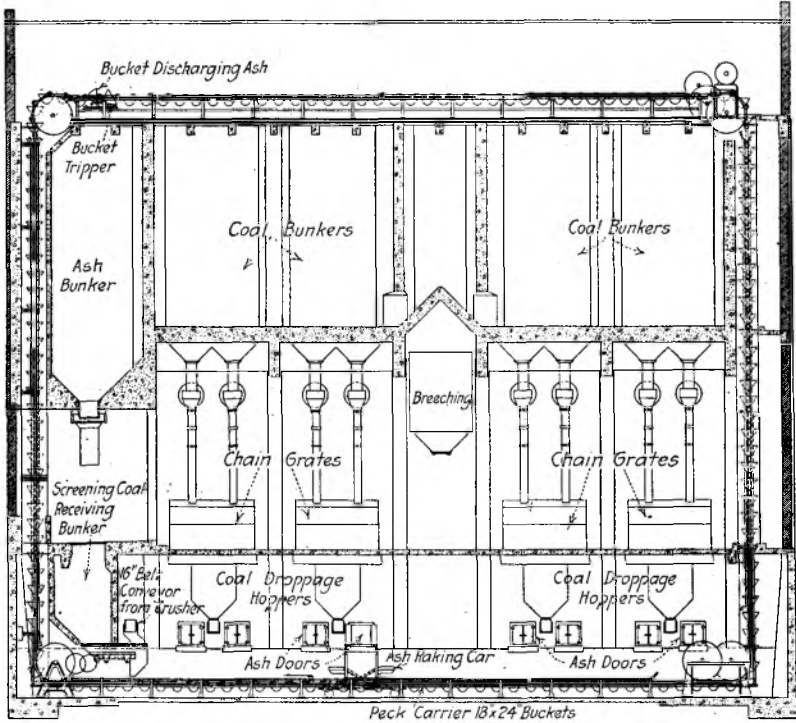 Bucket Discharging Ash
Bucket
Tripper
Coal Bunkers
Coal Bunkers
Ash
Bunker
Breeching
Chain Grates
Chain Grates
Screening Coal
Receiving
Bunker
16" Belt
Conveyor
from Crusher
Coal Droppage
Hoppers
Coal Droppage
Hoppers
Ash Doors
Ash Raking Car
Ash Doors
Peck Carrier 18x24 Buckets